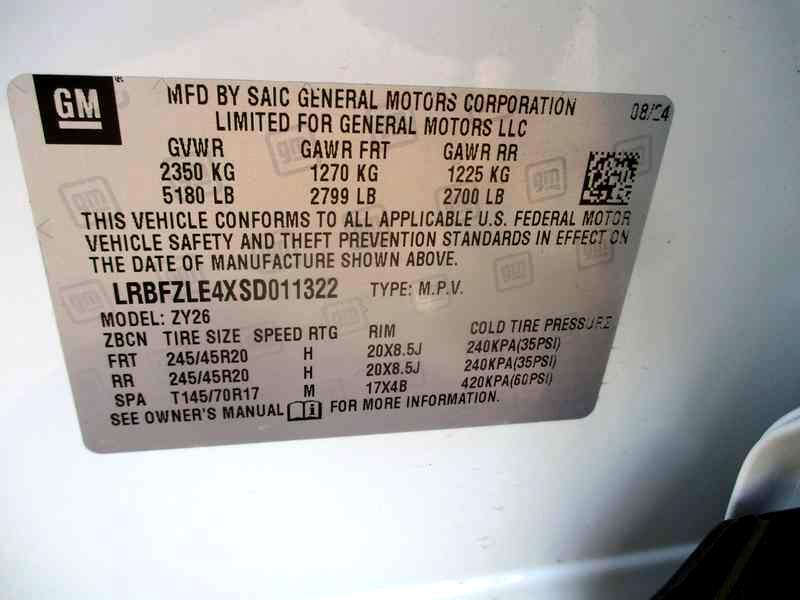 GM
MFD BY SAIC GENERAL MOTORS CORPORATION 08/24
LIMITED FOR GENERAL MOTORS LLC
GVWR GAWR FRT GAWR RR
2350 KG 1270 KG 1225 KG
5180 LB 2799 LB 2700 LB
THIS VEHICLE CONFORMS TO ALL APPLICABLE U.S. FEDERAL MOTOR
VEHICLE SAFETY AND THEFT PREVENTION STANDARDS IN EFFECT ON
THE DATE OF MANUFACTURE SHOWN ABOVE.
LRBFZLE4XSD011322 TYPE: M.P.V.
MODEL: ZY26
ZBCN TIRE SIZE SPEED RTG RIM COLD TIRE PRESSURE
FRT 245/45R20 H 20X8.5J 240KPA(35PSI)
RR 245/45R20 H 20X8.5J 240KPA(35PSI)
SPA T145/70R17 M 17X4B 420KPA(60PSI)
SEE OWNER'S MANUAL FOR MORE INFORMATION.